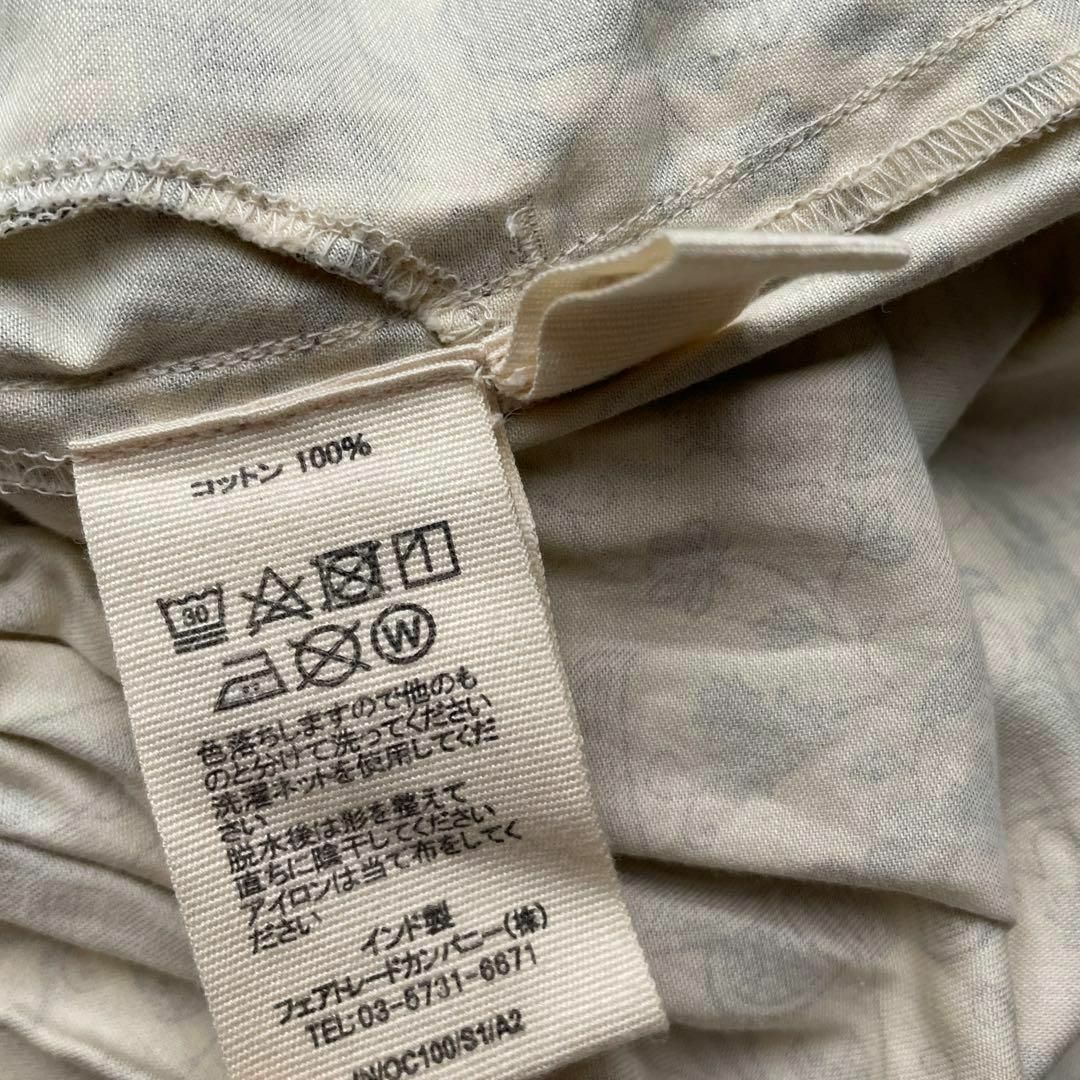 コットン 100%
30
W
色落ちしますので他のも
のと分けて洗ってください
洗濯ネットを使用してくだ
さい
脱水後は形を整えて
直ちに陰干してください
アイロンは当て布をしてく
ださい
インド製
フェアトレードカンパニー(株)
TEL:03-5731-6671
/OC100/S1/A2